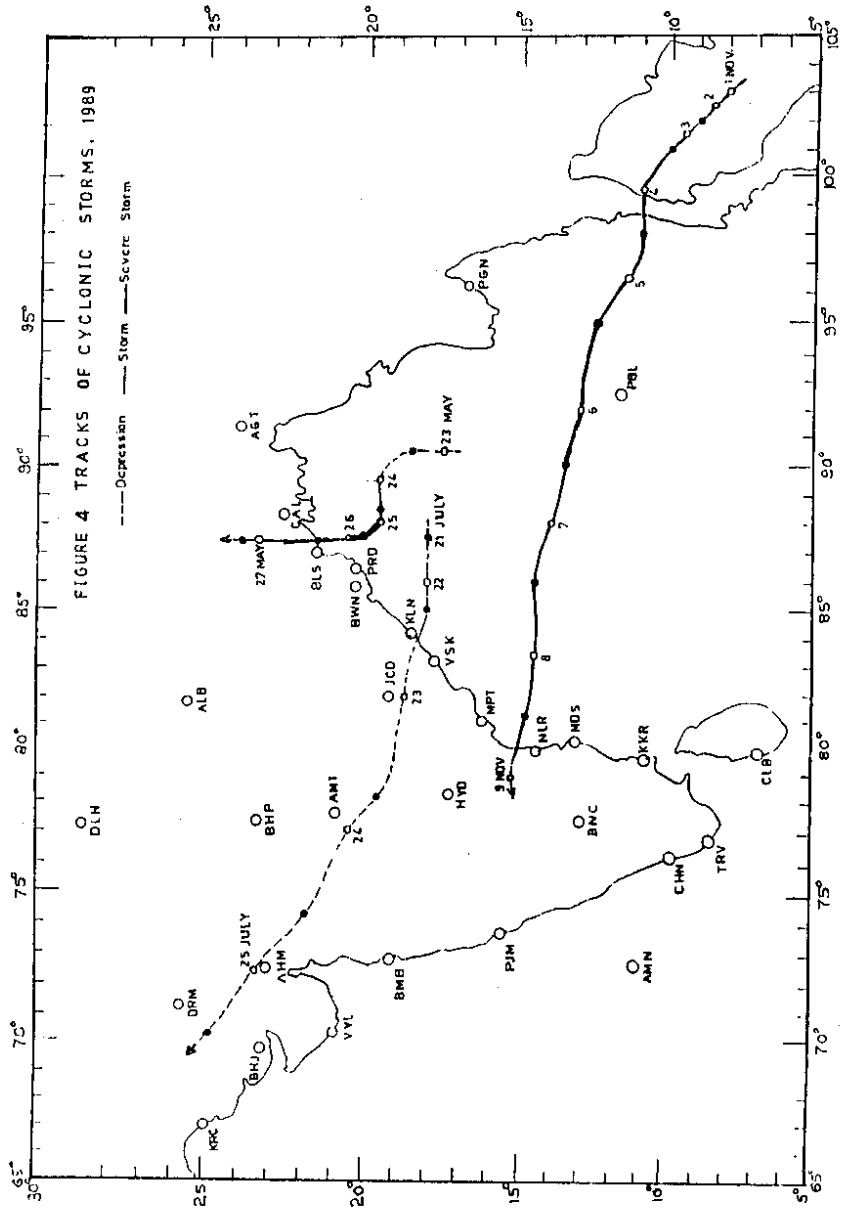 FIGURE 4 TRACKS OF CYCLONIC STORMS, 1989
Depression Storm Severe Storm
65° 70° 75° 80° 85° 90° 95° 100° 105
30°
25°
20°
15°
10°
5°
25°
20°
15°
10°
5°
65° 70° 75° 80° 85° 90° 95° 100° 105
DLH
ALB
AGT
DRM
25 JULY
AHM
BHP
27 MAY
CAL
KRC
BHJ
BLS
26
VVL
24
AMT
BWN
PRD
25
24
23 MAY
BMB
JCD
23
KLN
22
21 JULY
VSK
HYD
MPT
PGN
PJM
9 NOV
NLR
8
7
6
MDS
BNC
PBL
5
4
3
2
1 NOV.
AMN
KKR
CHN
TRV
CLB